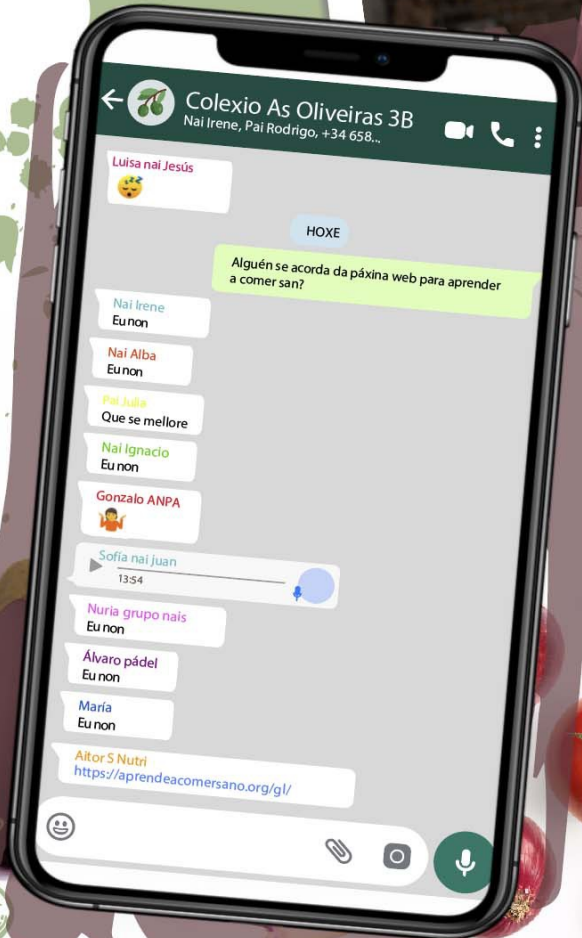 Colexio As Oliveiras 3B
Nai Irene, Pai Rodrigo, +34 658...
Luisa nai Jesús
HOXE
Alguén se acorda da páxina web para aprender
a comer san?
Nai Irene
Eu non
Nai Alba
Eu non
Pai Julia
Que se mellore
Nai Ignacio
Eu non
Gonzalo ANPA
Sofía nai juan
13:54
Nuria grupo nais
Eu non
Álvaro pádel
Eu non
María
Eu non
Aitor S Nutri
https://aprendeacomersano.org/gl/